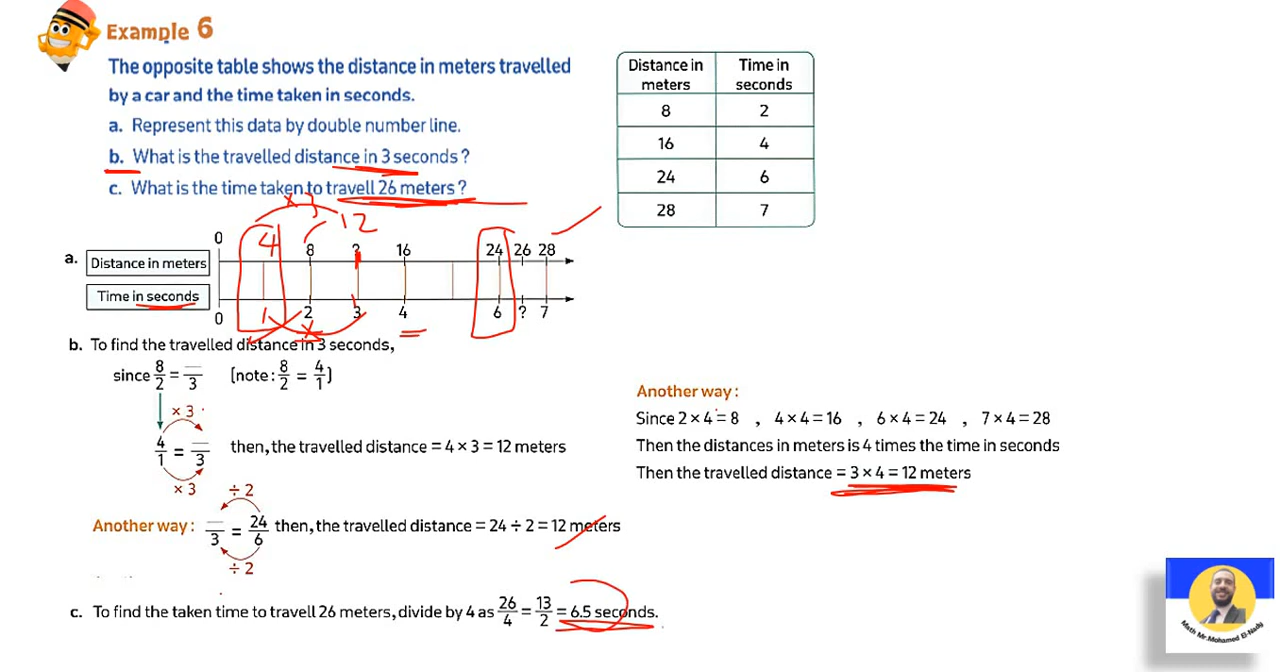 Example 6
The opposite table shows the distance in meters travelled
by a car and the time taken in seconds.
a. Represent this data by double number line.
b. What is the travelled distance in 3 seconds?
c. What is the time taken to travell 26 meters?
Distance in meters Time in seconds
8 2
16 4
24 6
28 7
×3
12
a. Distance in meters 0 4 8 ? 16 24 26 28
Time in seconds 0 1 2 3 4 6 ? 7
b. To find the travelled distance in 3 seconds,
since 8/2 = __/3 [note: 8/2 = 4/1]
× 3
4/1 = __/3 then, the travelled distance = 4 × 3 = 12 meters
× 3
÷ 2
Another way: __/3 = 24/6 then, the travelled distance = 24 ÷ 2 = 12 meters
÷ 2
Another way:
Since 2 × 4 = 8 , 4 × 4 = 16 , 6 × 4 = 24 , 7 × 4 = 28
Then the distances in meters is 4 times the time in seconds
Then the travelled distance = 3 × 4 = 12 meters
c. To find the taken time to travell 26 meters, divide by 4 as 26/4 = 13/2 = 6.5 seconds.
Math Mr.Mohamed El-Nady